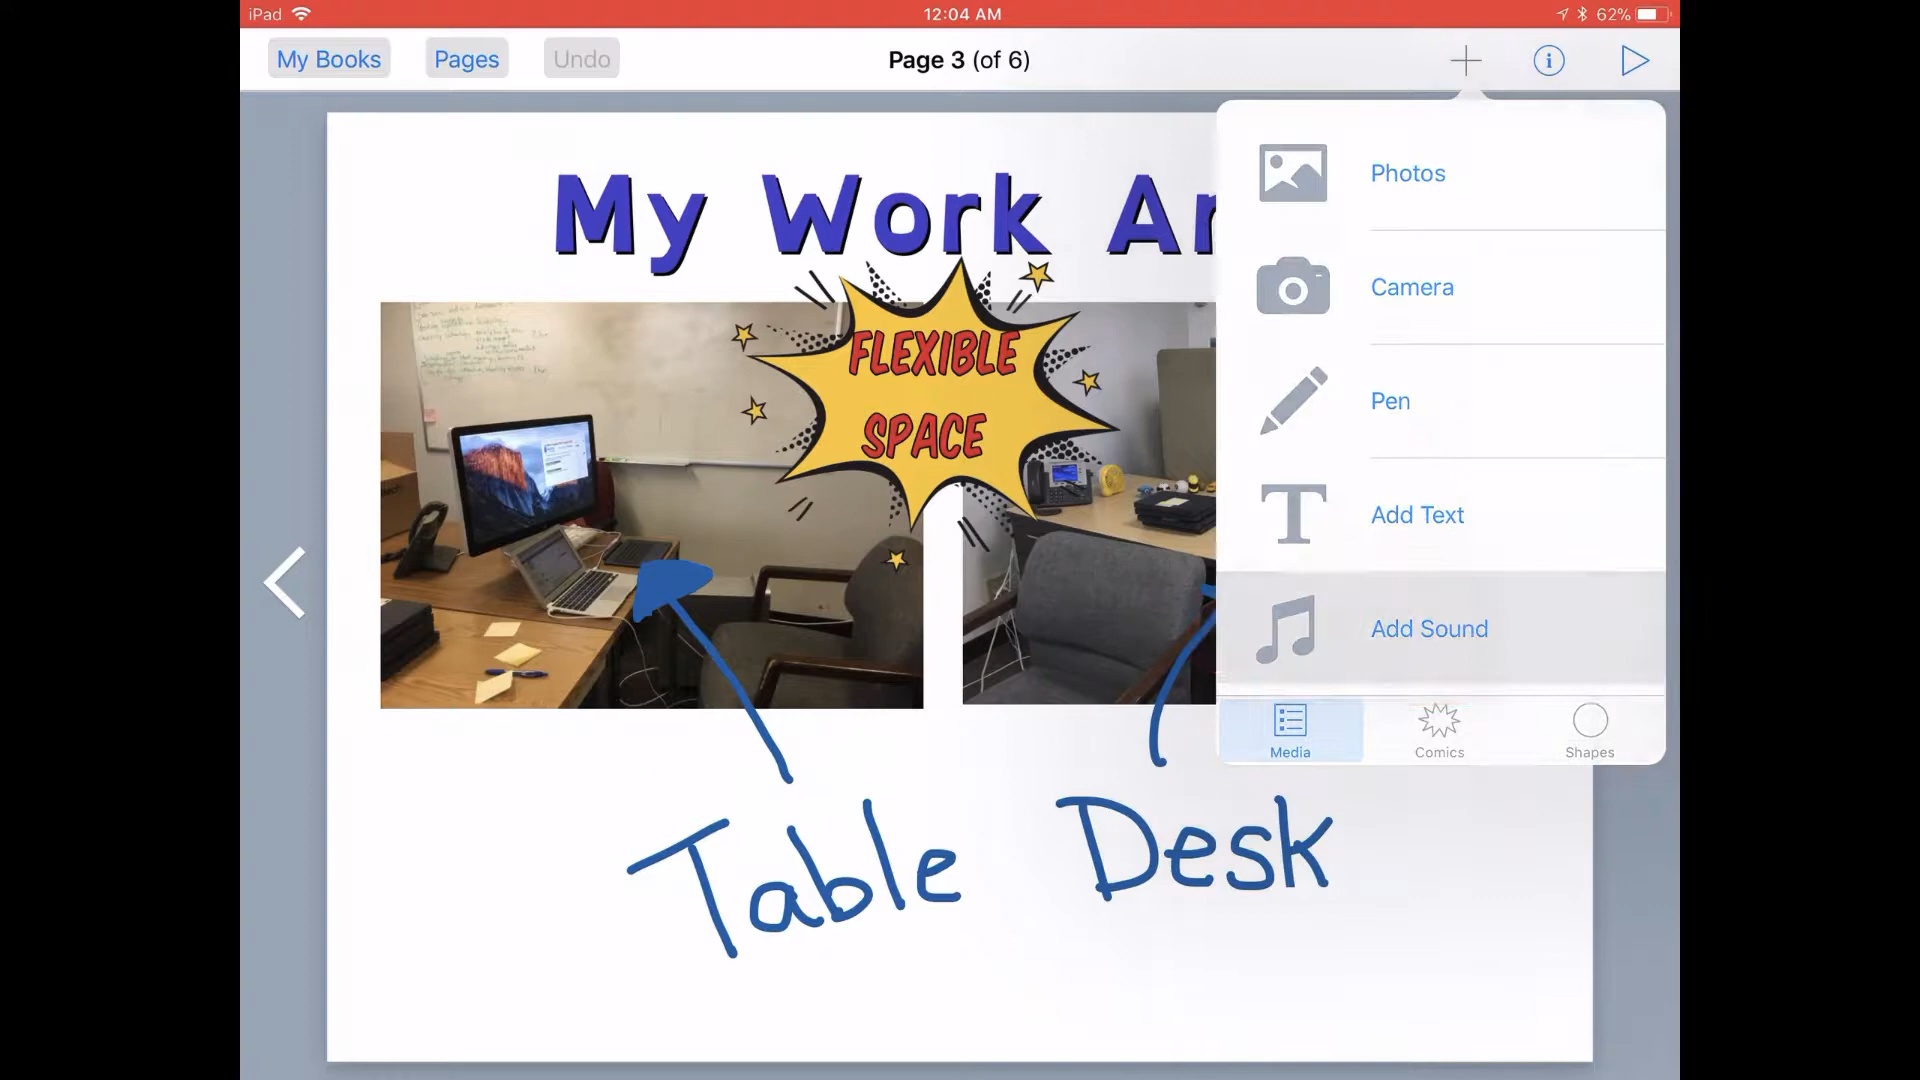 iPad 12:04 AM 62%
My Books Pages Undo Page 3 (of 6)
My Work Ar
FLEXIBLE
SPACE
Table Desk
Photos
Camera
Pen
Add Text
Add Sound
Media Comics Shapes